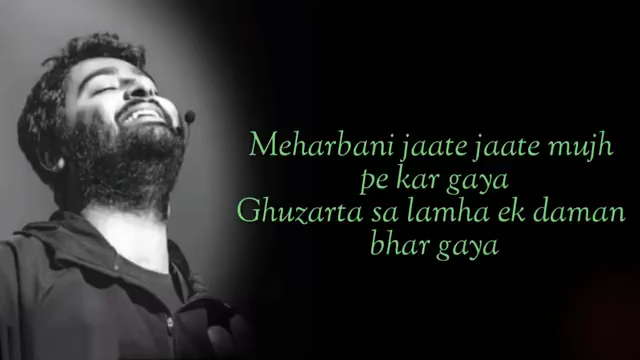 Meharbani jaate jaate mujh
pe kar gaya
Ghuzarta sa lamha ek daman
bhar gaya